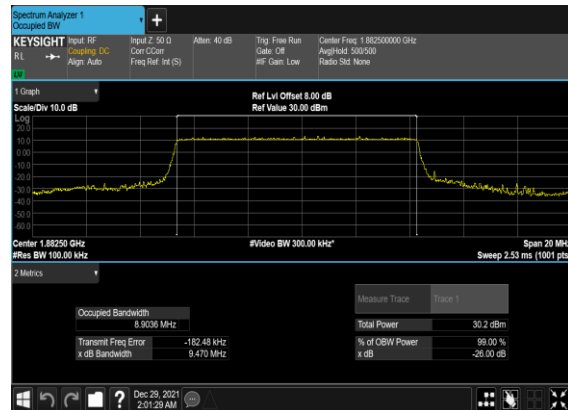 Spectrum Analyzer 1
Occupied BW
+
KEYSIGHT Input: RF Input Z: 50 Ω Atten: 40 dB Trig: Free Run Center Freq: 1.882500000 GHz
R L Coupling: DC Corr CCorr Gate: Off Avg|Hold: 500/500
Align: Auto Freq Ref: Int (S) #IF Gain: Low Radio Std: None
LXI
1 Graph
Ref Lvl Offset 8.00 dB
Scale/Div 10.0 dB Ref Value 30.00 dBm
Log
20.0
10.0
0.00
-10.0
-20.0
-30.0
-40.0
-50.0
-60.0
Center 1.88250 GHz #Video BW 300.00 kHz* Span 20 MHz
#Res BW 100.00 kHz Sweep 2.53 ms (1001 pts
2 Metrics
Measure Trace Trace 1
Occupied Bandwidth
8.9036 MHz Total Power 30.2 dBm
Transmit Freq Error -182.48 kHz % of OBW Power 99.00 %
x dB Bandwidth 9.470 MHz x dB -26.00 dB
? Dec 29, 2021
2:01:29 AM